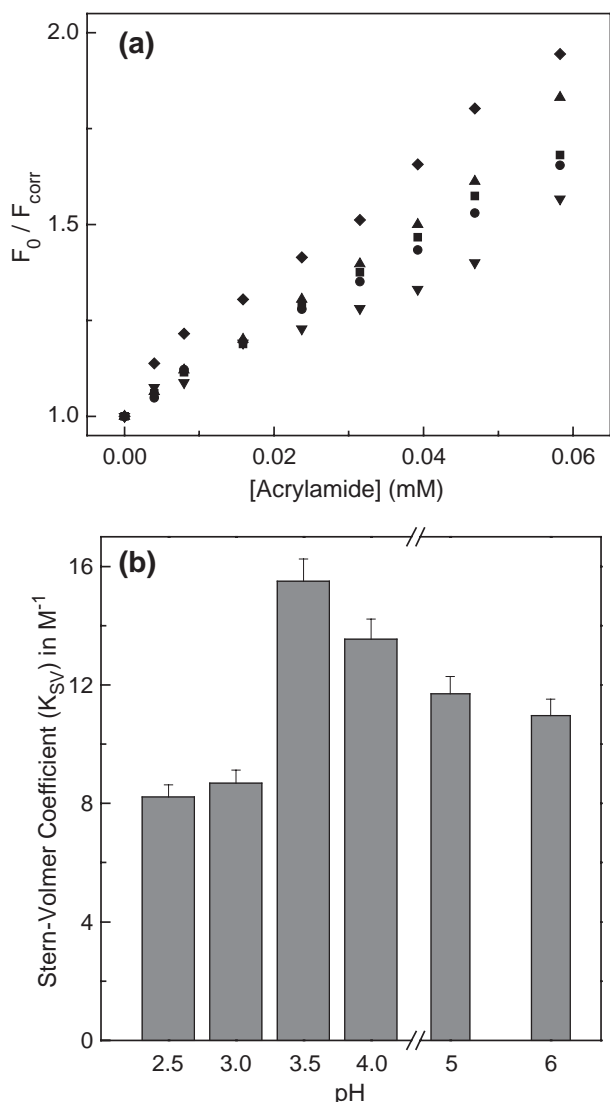 (a)
2.0
1.5
1.0
F0 / Fcorr
0.00 0.02 0.04 0.06
[Acrylamide] (mM)
(b)
16
12
8
4
0
Stern-Volmer Coefficient (KSV) in M-1
2.5 3.0 3.5 4.0 5 6
pH